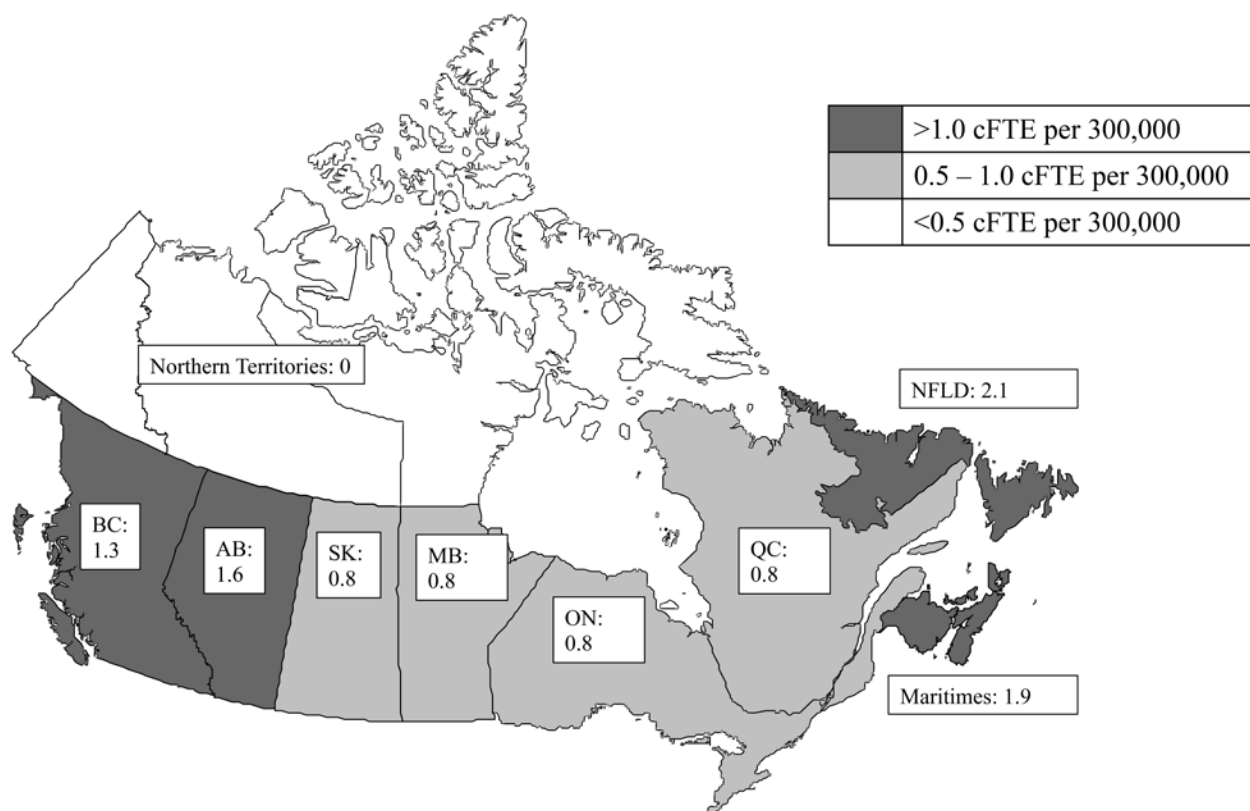 >1.0 cFTE per 300,000
0.5 – 1.0 cFTE per 300,000
<0.5 cFTE per 300,000
Northern Territories: 0
NFLD: 2.1
BC:
1.3
AB:
1.6
SK:
0.8
MB:
0.8
ON:
0.8
QC:
0.8
Maritimes: 1.9